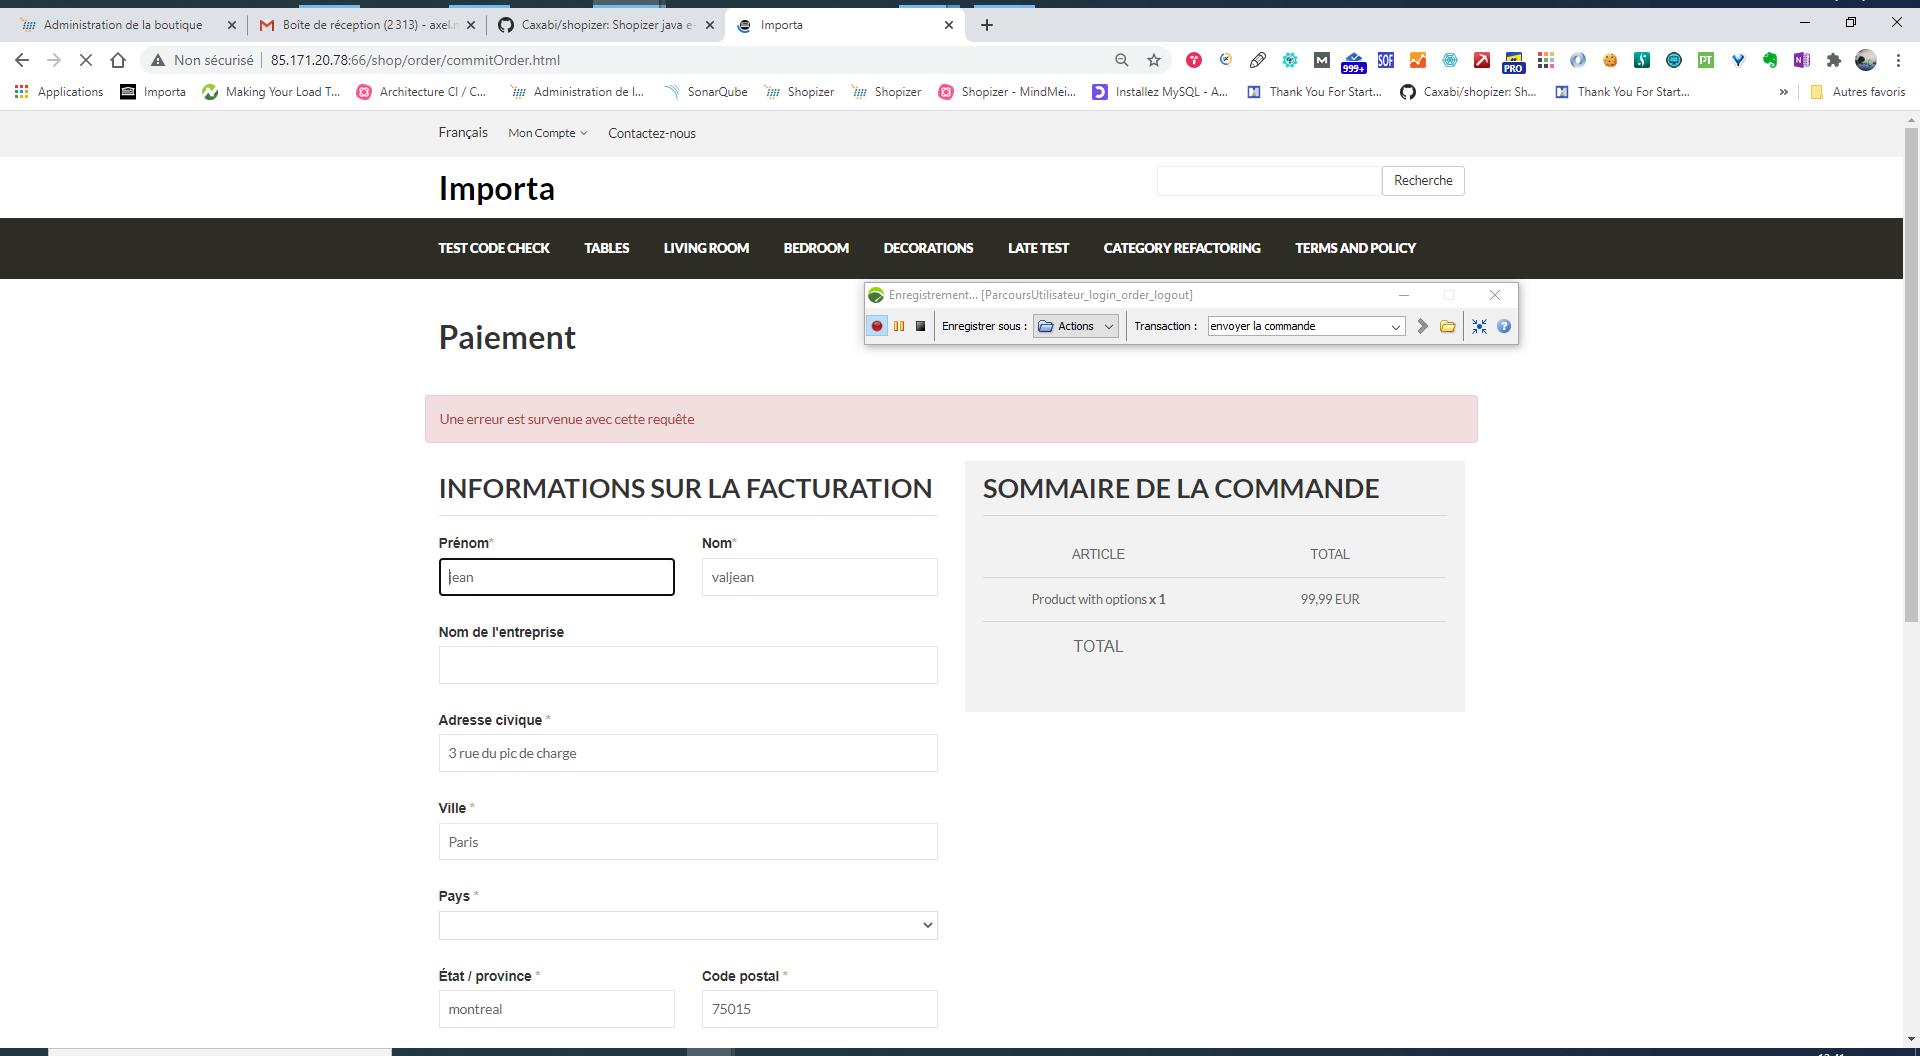 Administration de la boutique
Boîte de réception (2 313) - axel.r
Caxabi/shopizer: Shopizer java e-
Importa
Non sécurisé
85.171.20.78:66/shop/order/commitOrder.html
999+
SOF
PRO
PT
Applications
Importa
Making Your Load T...
Architecture CI / C...
Administration de l...
SonarQube
Shopizer
Shopizer
Shopizer - MindMei...
Installez MySQL - A...
Thank You For Start...
Caxabi/shopizer: Sh...
Thank You For Start...
»
Autres favoris
Français
Mon Compte
Contactez-nous
Importa
Recherche
TEST CODE CHECK
TABLES
LIVING ROOM
BEDROOM
DECORATIONS
LATE TEST
CATEGORY REFACTORING
TERMS AND POLICY
Enregistrement... [ParcoursUtilisateur_login_order_logout]
Enregistrer sous :
Actions
Transaction :
envoyer la commande
Paiement
Une erreur est survenue avec cette requête
INFORMATIONS SUR LA FACTURATION
Prénom*
Nom*
jean
valjean
Nom de l'entreprise
Adresse civique *
3 rue du pic de charge
Ville *
Paris
Pays *
État / province *
Code postal *
montreal
75015
SOMMAIRE DE LA COMMANDE
ARTICLE
TOTAL
Product with options x 1
99,99 EUR
TOTAL